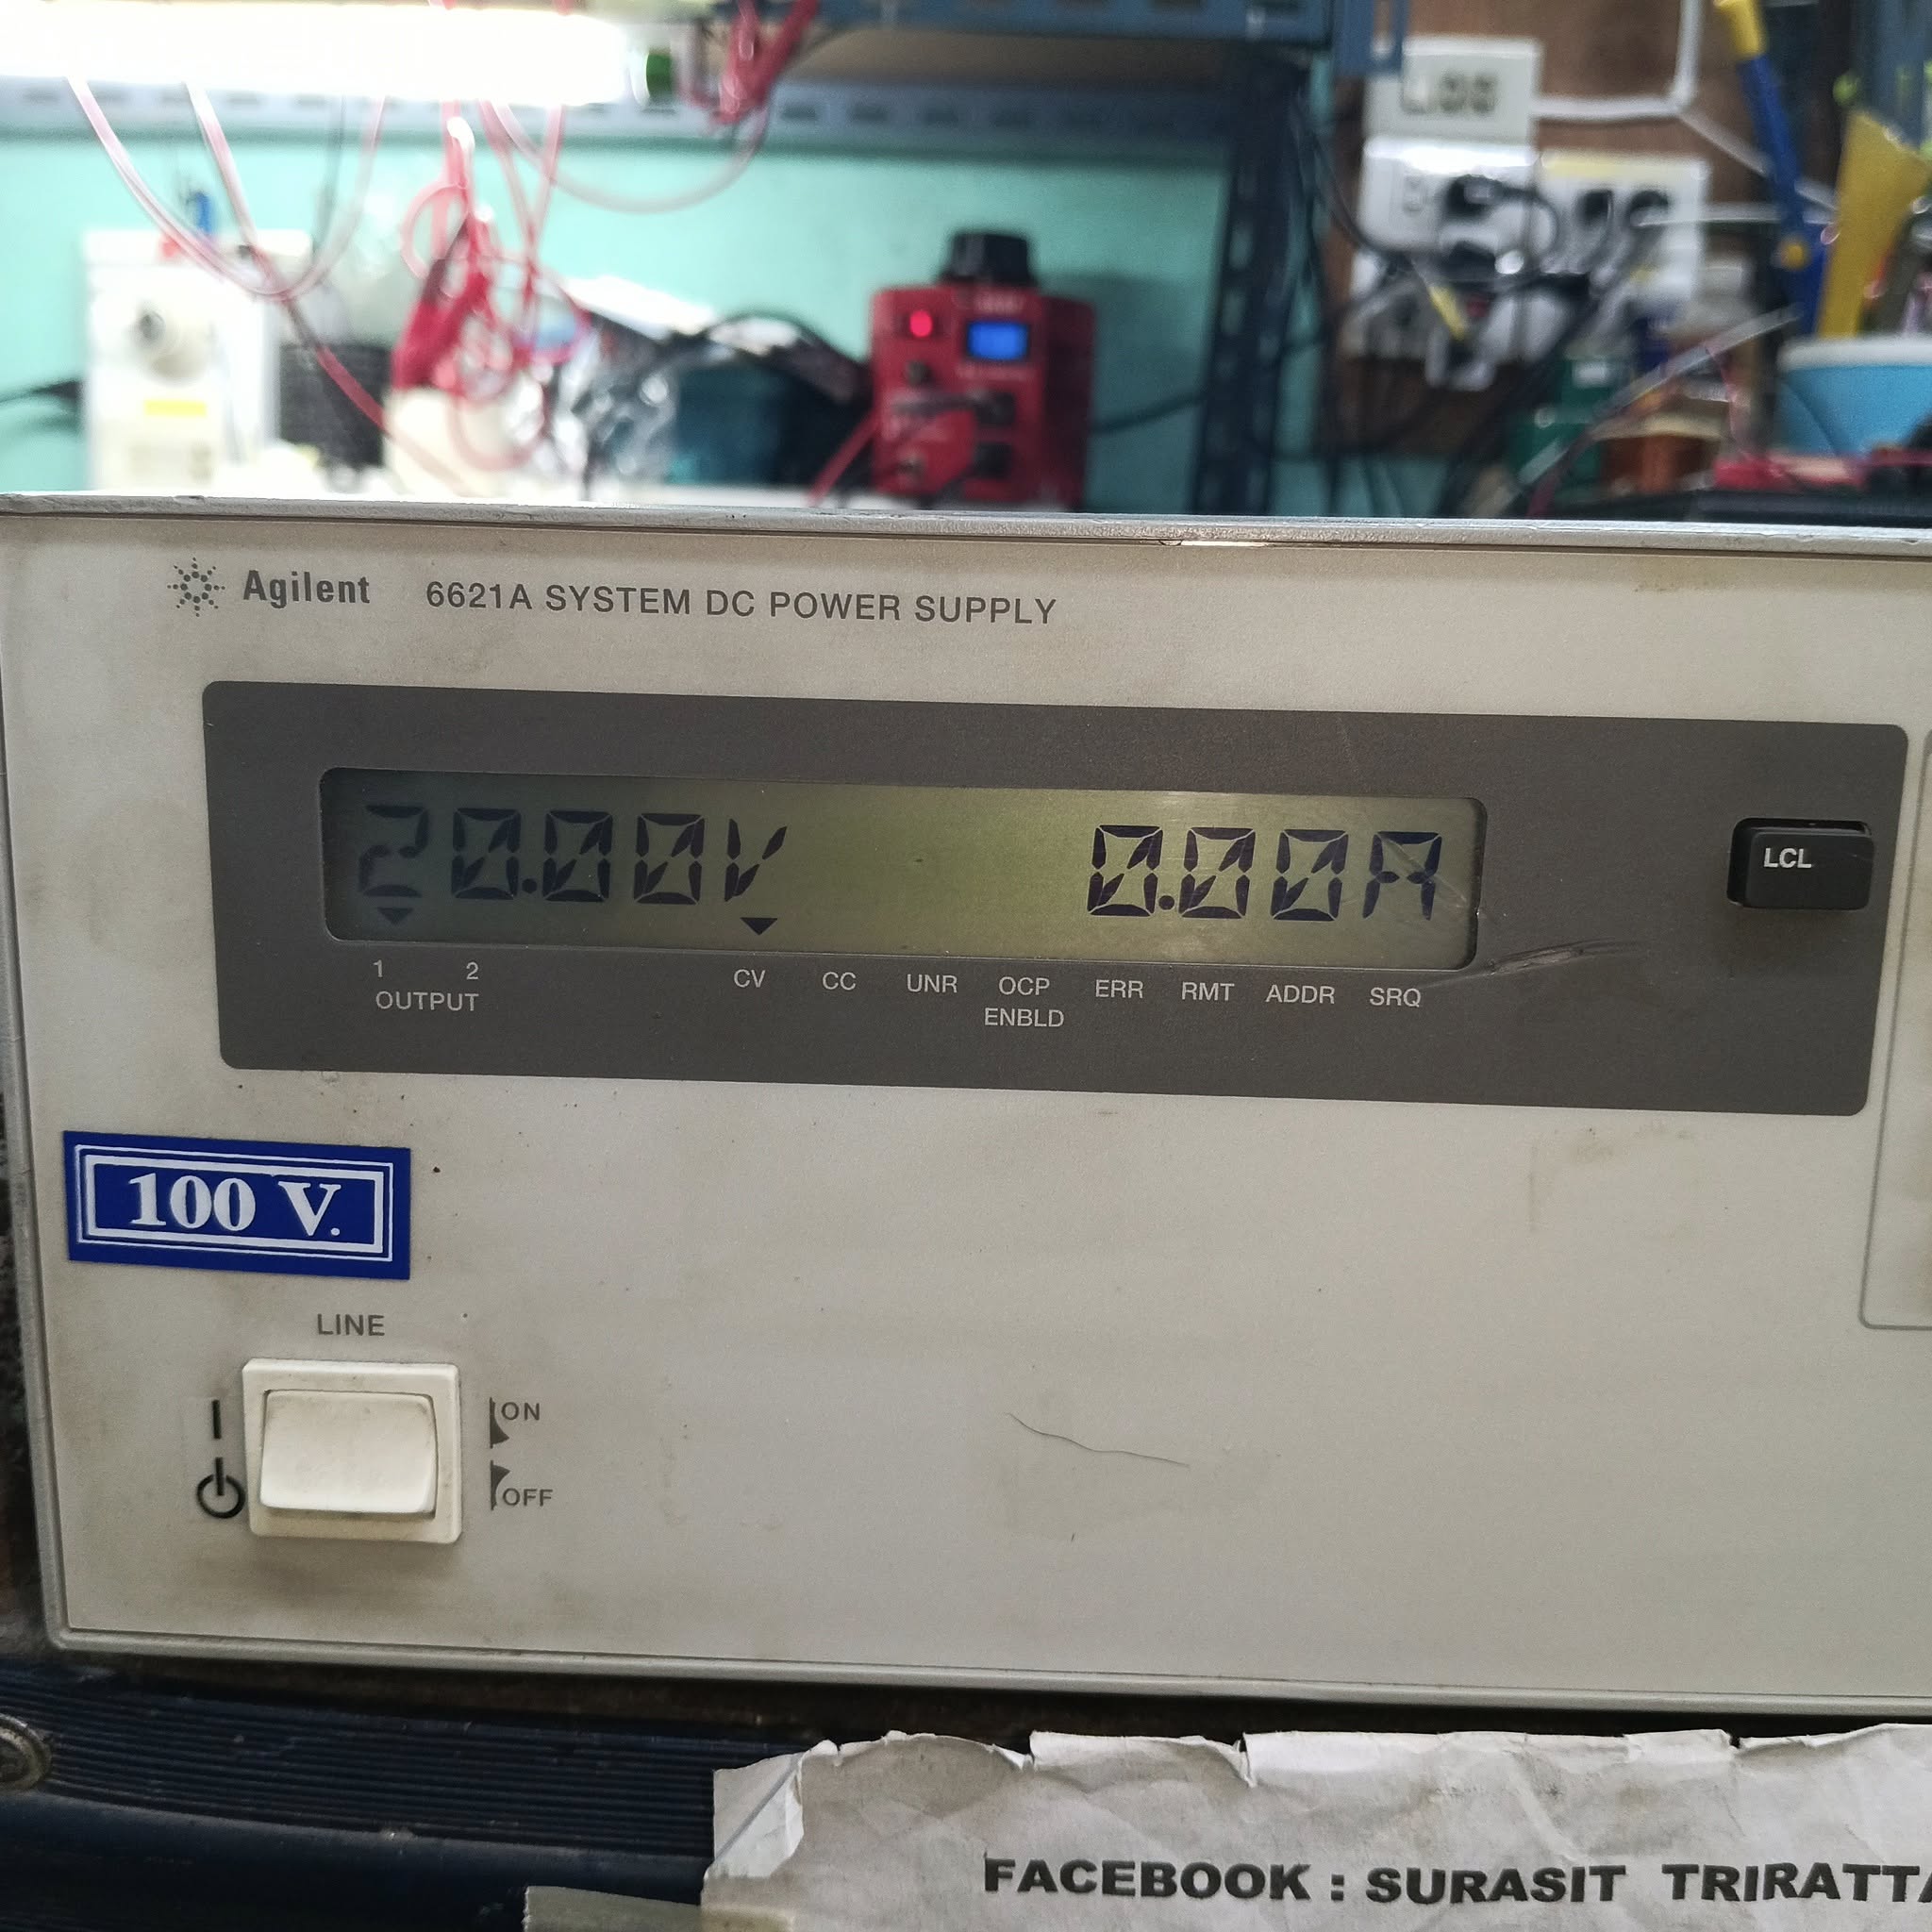 Agilent 6621A SYSTEM DC POWER SUPPLY
20.00V 0.00A
LCL
1 2 CV CC UNR OCP ERR RMT ADDR SRQ
OUTPUT ENBLD
100 V.
LINE
ON
OFF
FACEBOOK : SURASIT